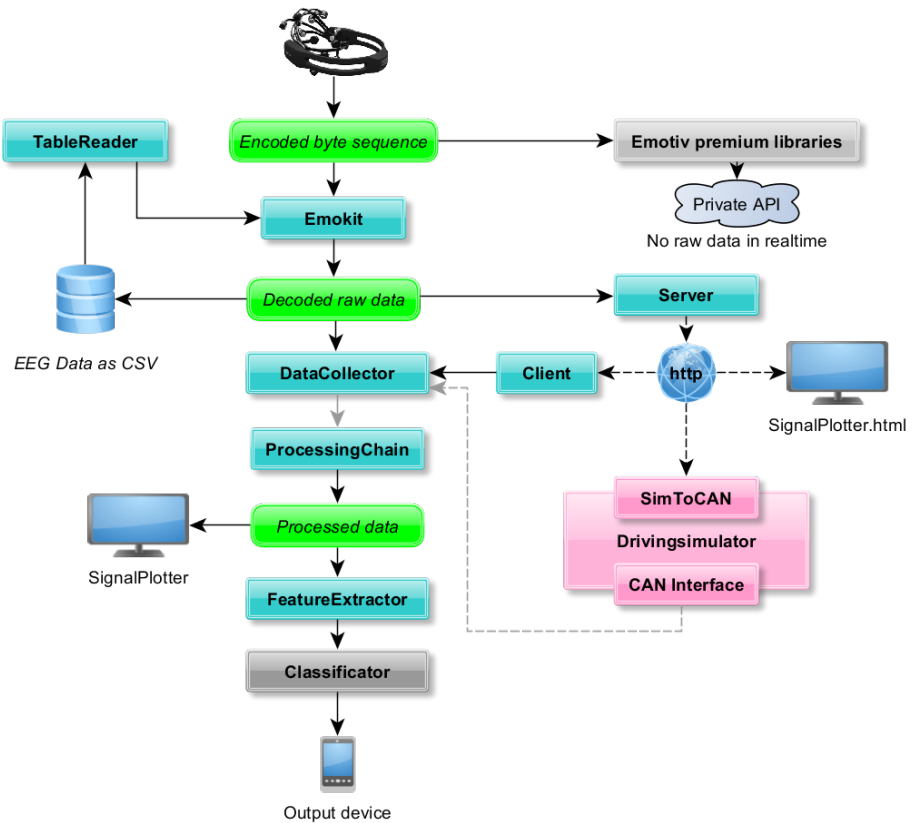 TableReader
Encoded byte sequence
Emotiv premium libraries
Private API
No raw data in realtime
Emokit
Decoded raw data
Server
EEG Data as CSV
DataCollector
Client
http
SignalPlotter.html
ProcessingChain
SimToCAN
Processed data
Drivingsimulator
SignalPlotter
CAN Interface
FeatureExtractor
Classificator
Output device